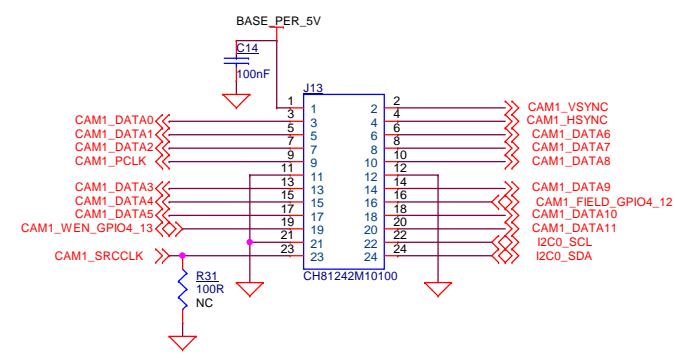 BASE_PER_5V
C14
100nF
J13
1 1 2 2 CAM1_VSYNC
CAM1_DATA0 3 3 4 4 CAM1_HSYNC
CAM1_DATA1 5 5 6 6 CAM1_DATA6
CAM1_DATA2 7 7 8 8 CAM1_DATA7
CAM1_PCLK 9 9 10 10 CAM1_DATA8
11 11 12 12
CAM1_DATA3 13 13 14 14 CAM1_DATA9
CAM1_DATA4 15 15 16 16 CAM1_FIELD_GPIO4_12
CAM1_DATA5 17 17 18 18 CAM1_DATA10
CAM1_WEN_GPIO4_13 19 19 20 20 CAM1_DATA11
21 21 22 22 I2C0_SCL
CAM1_SRCCLK 23 23 24 24 I2C0_SDA
R31
100R
NC
CH81242M10100